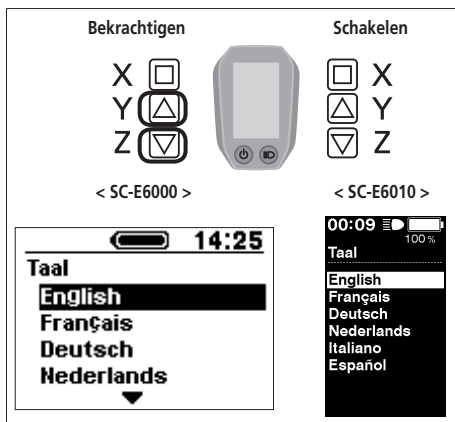 Bekrachtigen Schakelen
X X
Y Y
Z Z
< SC-E6000 > < SC-E6010 >
14:25
Taal
English
Français
Deutsch
Nederlands
00:09
100 %
Taal
English
Français
Deutsch
Nederlands
Italiano
Español